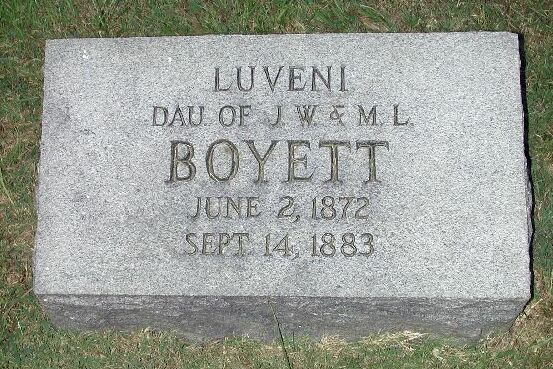 LUVENI
DAU OF J W & M. L.
BOYETT
JUNE 2, 1872
SEPT 14, 1883